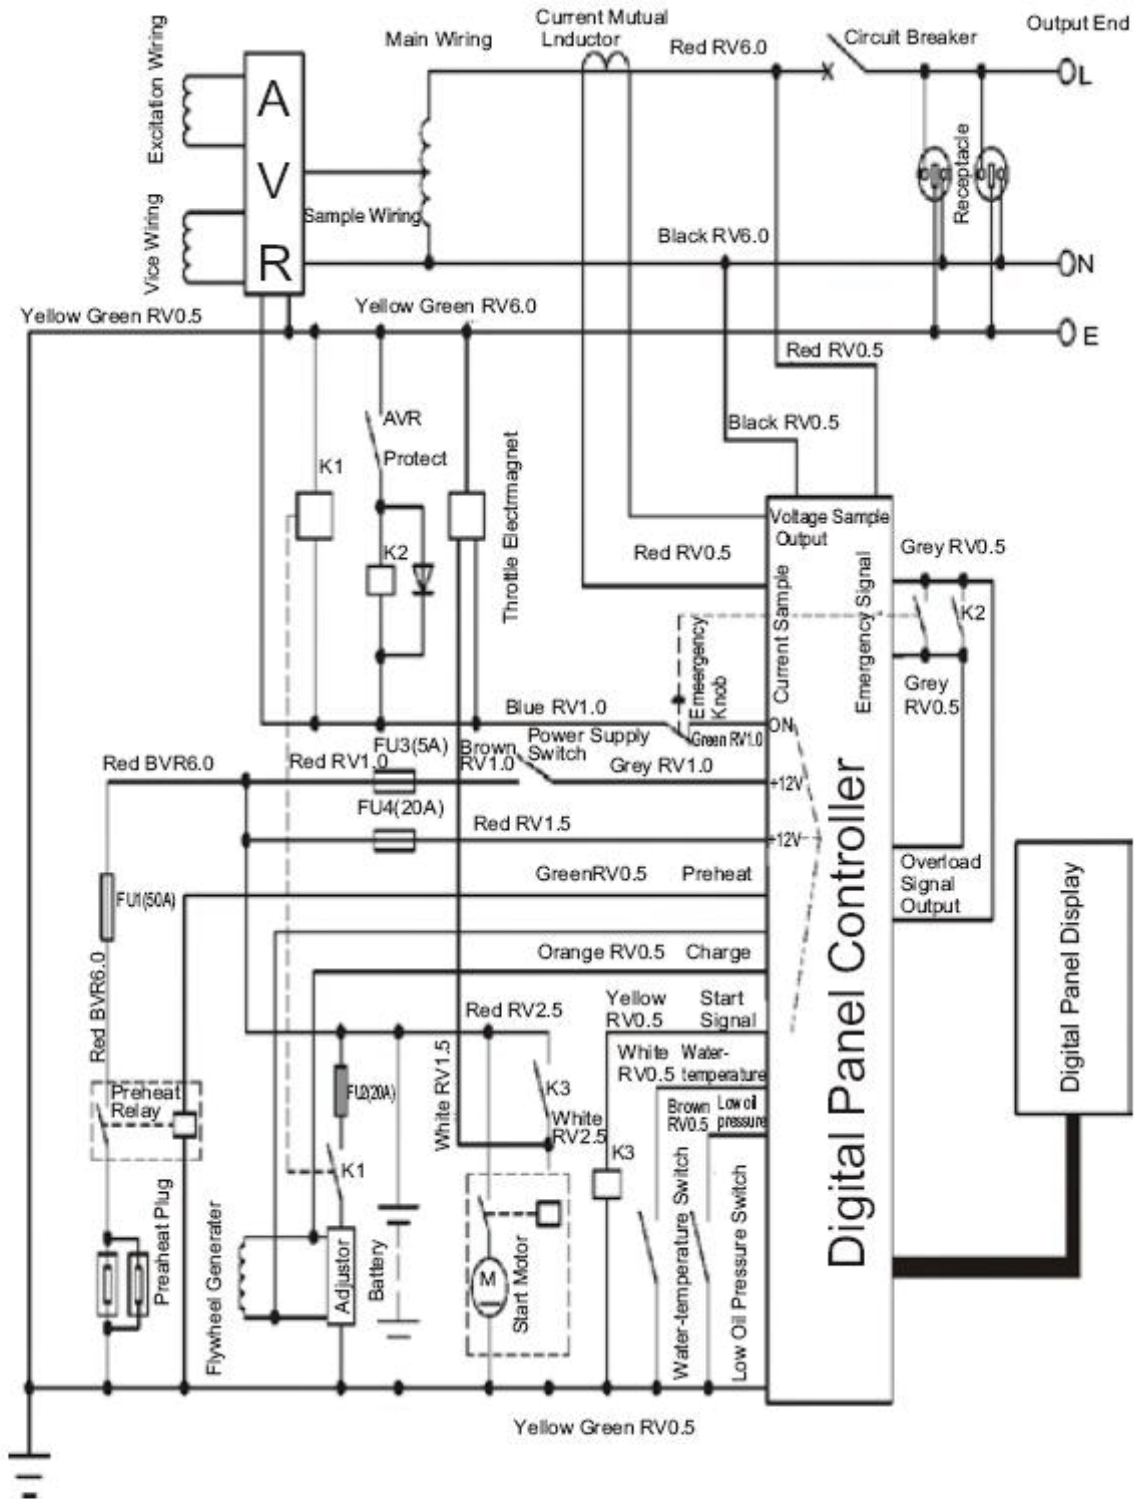 Current Mutual
Lnductor
Output End
Main Wiring
Red RV6.0
Circuit Breaker
L
Excitation Wiring
A
V
R
Receptacle
Vice Wiring
Sample Wiring
Black RV6.0
N
Yellow Green RV0.5
Yellow Green RV6.0
E
Red RV0.5
AVR
Protect
Black RV0.5
K1
Throttle Electrmagnet
Voltage Sample
Output
K2
Red RV0.5
Grey RV0.5
Current Sample
Emergency Signal
K2
Emeergency
Knob
Grey
RV0.5
Blue RV1.0
ON
Green RV1.0
Power Supply
Switch
FU3(5A)
Brown
RV1.0
Red BVR6.0
Red RV1.0
Grey RV1.0
+12V
FU4(20A)
Red RV1.5
+12V
Digital Panel Controller
GreenRV0.5
Preheat
Overload
Signal
Output
Digital Panel Display
FU1(50A)
Orange RV0.5
Charge
Red BVR6.0
Red RV2.5
Yellow
RV0.5
Start
Signal
White
RV0.5
Water-
temperature
White RV1.5
FU2(20A)
K3
White
RV2.5
Brown
RV0.5
Low oil
pressure
Preheat
Relay
K1
K3
Water-temperature Switch
Low Oil Pressure Switch
Preaheat Plug
Flywheel Generater
Adjustor
Battery
M
Start Motor
Yellow Green RV0.5